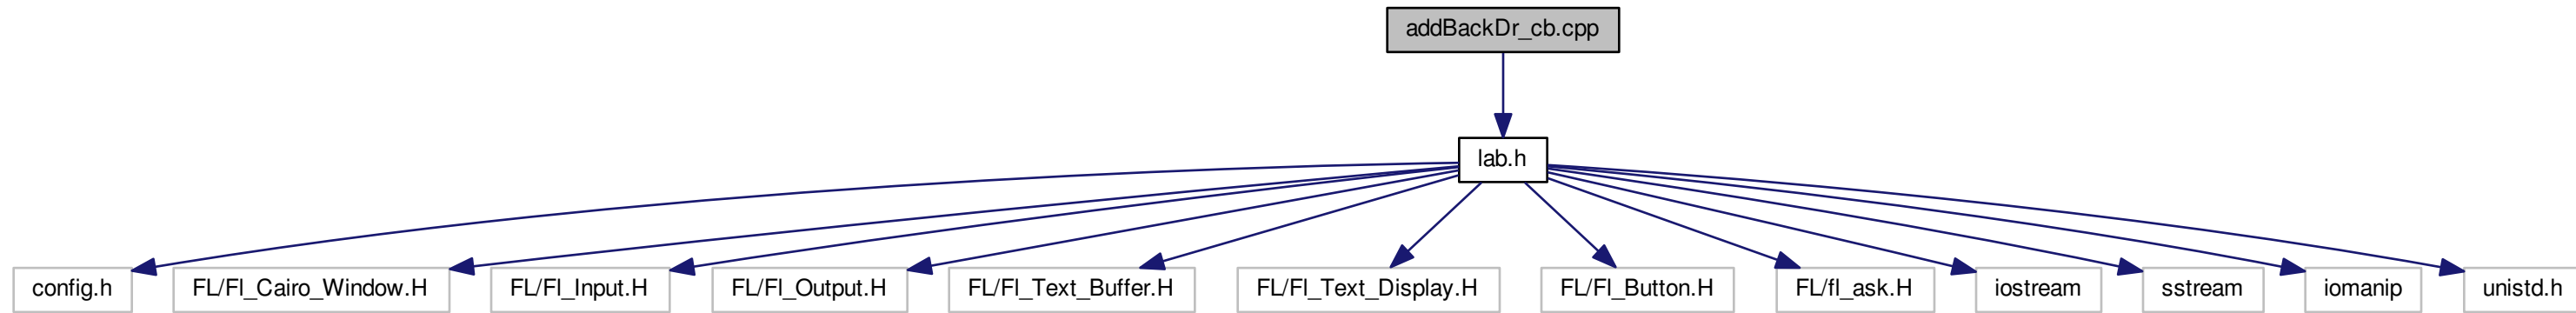 addBackDr_cb.cpp
lab.h
config.h
FL/Fl_Cairo_Window.H
FL/Fl_Input.H
FL/Fl_Output.H
FL/Fl_Text_Buffer.H
FL/Fl_Text_Display.H
FL/Fl_Button.H
FL/fl_ask.H
iostream
sstream
iomanip
unistd.h